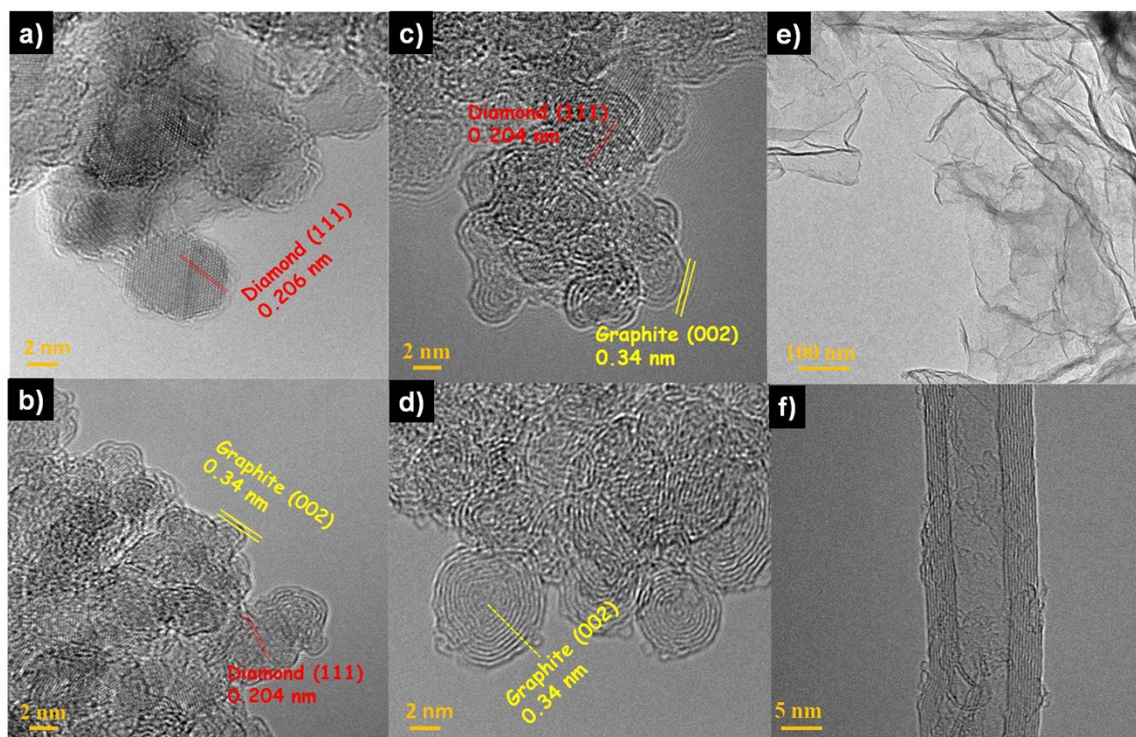 a)
Diamond (111)
0.206 nm
2 nm
b)
Graphite (002)
0.34 nm
Diamond (111)
0.204 nm
2 nm
c)
Diamond (111)
0.204 nm
Graphite (002)
0.34 nm
2 nm
d)
Graphite (002)
0.34 nm
2 nm
e)
100 nm
f)
5 nm